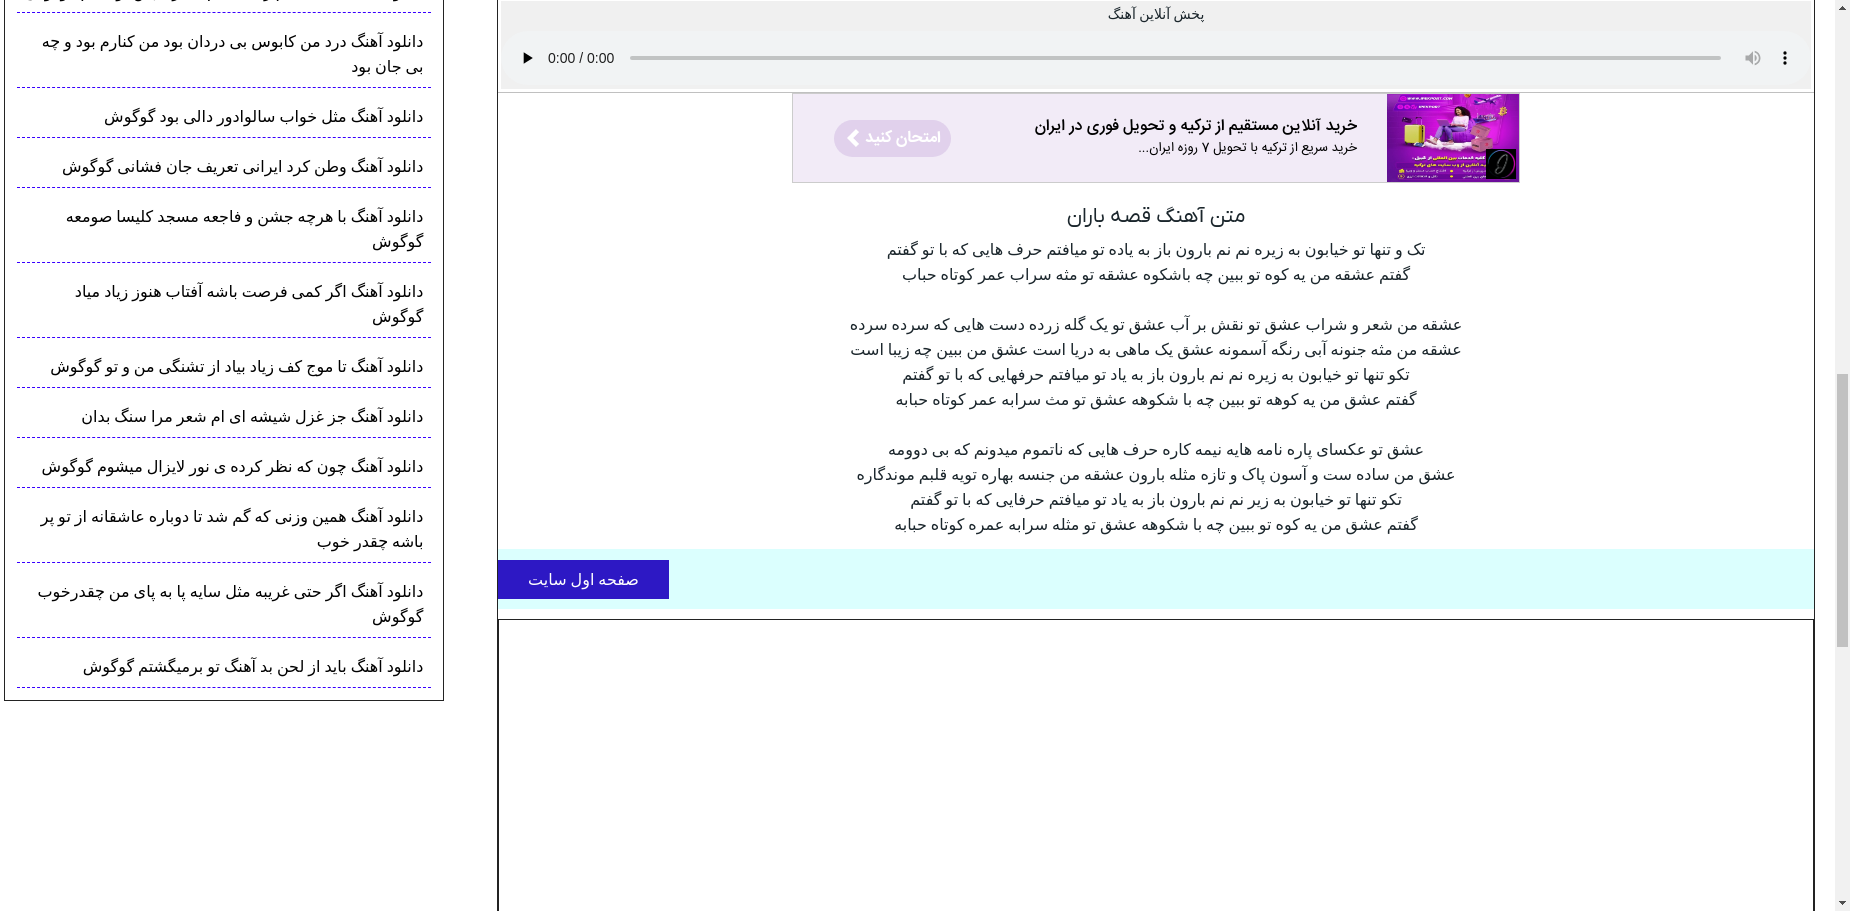 پخش آنلاین آهنگ
0:00 / 0:00
خرید آنلاین مستقیم از ترکیه و تحویل فوری در ایران
خرید سریع از ترکیه با تحویل ۷ روزه ایران...
امتحان کنید
متن آهنگ قصه باران
تک و تنها تو خیابون به زیره نم نم بارون باز به یاده تو میافتم حرف هایی که با تو گفتم
گفتم عشقه من یه کوه تو ببین چه باشکوه عشقه تو مثه سراب عمر کوتاه حباب
عشقه من شعر و شراب عشق تو نقش بر آب عشق تو یک گله زرده دست هایی که سرده سرده
عشقه من مثه جنونه آبی رنگه آسمونه عشق یک ماهی به دریا است عشق من ببین چه زیبا است
تکو تنها تو خیابون به زیره نم نم بارون باز به یاد تو میافتم حرفهایی که با تو گفتم
گفتم عشق من یه کوهه تو ببین چه با شکوهه عشق تو مث سرابه عمر کوتاه حبابه
عشق تو عکسای پاره نامه هایه نیمه کاره حرف هایی که ناتموم میدونم که بی دوومه
عشق من ساده ست و آسون پاک و تازه مثله بارون عشقه من جنسه بهاره تویه قلبم موندگاره
تکو تنها تو خیابون به زیر نم نم بارون باز به یاد تو میافتم حرفایی که با تو گفتم
گفتم عشق من یه کوه تو ببین چه با شکوهه عشق تو مثله سرابه عمره کوتاه حبابه
صفحه اول سایت
دانلود آهنگ درد من کابوس بی دردان بود من کنارم بود و چه
بی جان بود
دانلود آهنگ مثل خواب سالوادور دالی بود گوگوش
دانلود آهنگ وطن کرد ایرانی تعریف جان فشانی گوگوش
دانلود آهنگ با هرچه جشن و فاجعه مسجد کلیسا صومعه
گوگوش
دانلود آهنگ اگر کمی فرصت باشه آفتاب هنوز زیاد میاد
گوگوش
دانلود آهنگ تا موج کف زیاد بیاد از تشنگی من و تو گوگوش
دانلود آهنگ جز غزل شیشه ای ام شعر مرا سنگ بدان
دانلود آهنگ چون که نظر کرده ی نور لایزال میشوم گوگوش
دانلود آهنگ همین وزنی که گم شد تا دوباره عاشقانه از تو پر
باشه چقدر خوب
دانلود آهنگ اگر حتی غریبه مثل سایه پا به پای من چقدرخوب
گوگوش
دانلود آهنگ باید از لحن بد آهنگ تو برمیگشتم گوگوش